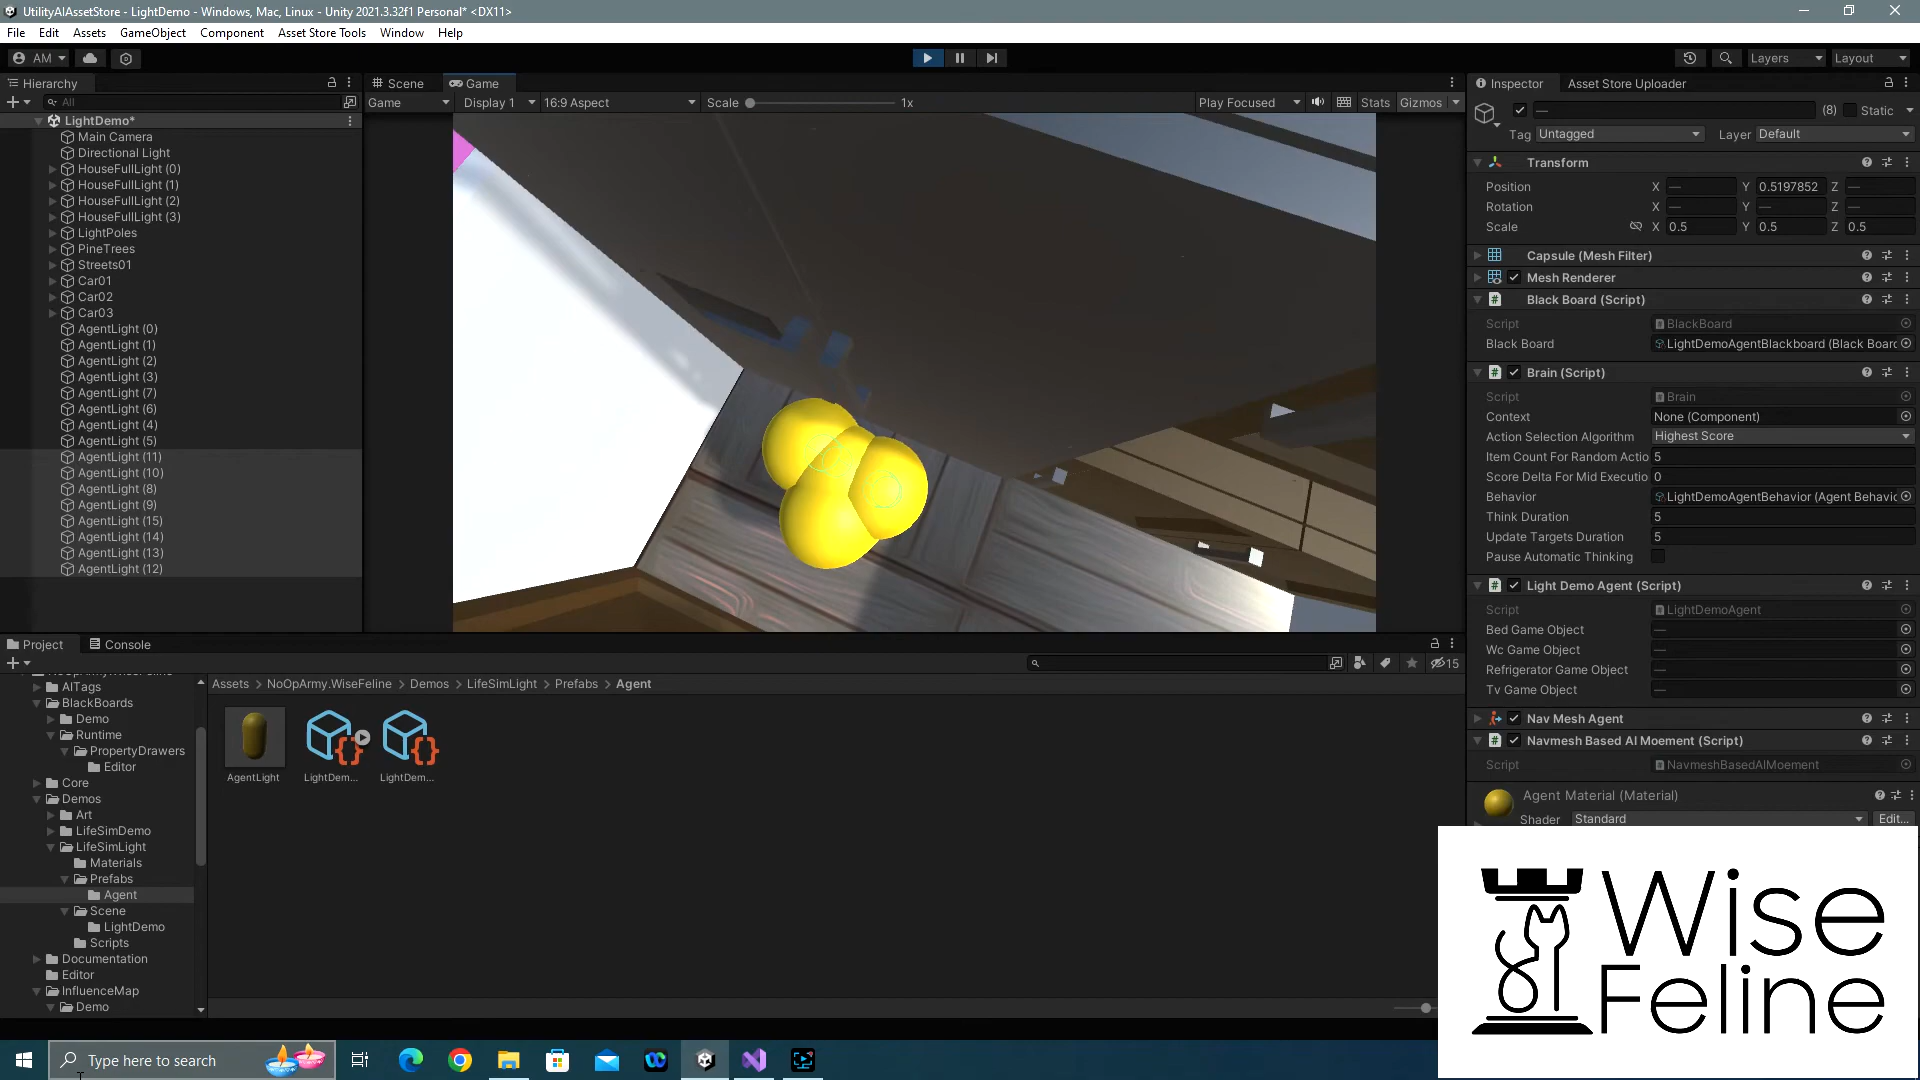 UtilityAIAssetStore - LightDemo - Windows, Mac, Linux - Unity 2021.3.32f1 Personal* <DX11>
File Edit Assets GameObject Component Asset Store Tools Window Help
AM
Layers Layout
Hierarchy
All
LightDemo*
Main Camera
Directional Light
HouseFullLight (0)
HouseFullLight (1)
HouseFullLight (2)
HouseFullLight (3)
LightPoles
PineTrees
Streets01
Car01
Car02
Car03
AgentLight (0)
AgentLight (1)
AgentLight (2)
AgentLight (3)
AgentLight (7)
AgentLight (6)
AgentLight (4)
AgentLight (5)
AgentLight (11)
AgentLight (10)
AgentLight (8)
AgentLight (9)
AgentLight (15)
AgentLight (14)
AgentLight (13)
AgentLight (12)
Scene Game
Game Display 1 16:9 Aspect Scale 1x Play Focused Stats Gizmos
Inspector Asset Store Uploader
— (8) Static
Tag Untagged Layer Default
Transform
Position X — Y 0.5197852 Z —
Rotation X — Y — Z —
Scale X 0.5 Y 0.5 Z 0.5
Capsule (Mesh Filter)
Mesh Renderer
Black Board (Script)
Script BlackBoard
Black Board LightDemoAgentBlackboard (Black Board
Brain (Script)
Script Brain
Context None (Component)
Action Selection Algorithm Highest Score
Item Count For Random Actio 5
Score Delta For Mid Executio 0
Behavior LightDemoAgentBehavior (Agent Behavio
Think Duration 5
Update Targets Duration 5
Pause Automatic Thinking
Light Demo Agent (Script)
Script LightDemoAgent
Bed Game Object —
Wc Game Object —
Refrigerator Game Object —
Tv Game Object —
Nav Mesh Agent
Navmesh Based AI Moement (Script)
Script NavmeshBasedAIMoement
Agent Material (Material)
Shader Standard Edit...
Project Console
15
AITags
BlackBoards
Demo
Runtime
PropertyDrawers
Editor
Core
Demos
Art
LifeSimDemo
LifeSimLight
Materials
Prefabs
Agent
Scene
LightDemo
Scripts
Documentation
Editor
InfluenceMap
Demo
Assets > NoOpArmy.WiseFeline > Demos > LifeSimLight > Prefabs > Agent
AgentLight LightDem... LightDem...
Wise
Feline
Type here to search